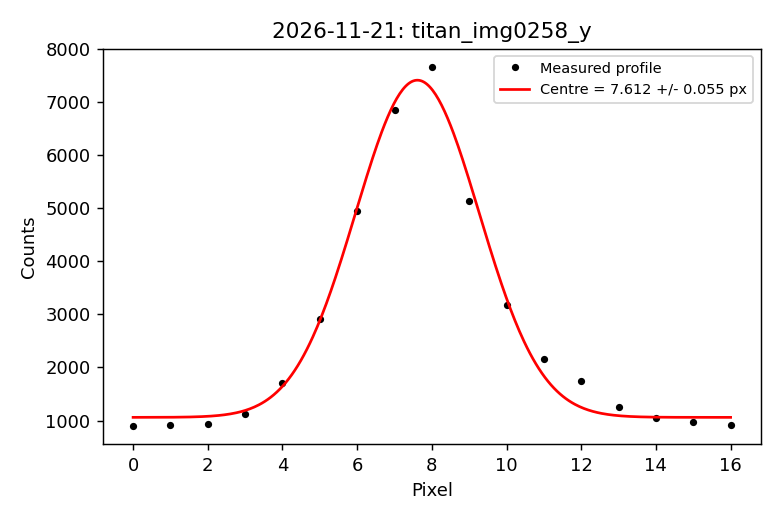 2026-11-21: titan_img0258_y
8000
7000
6000
5000
4000
3000
2000
1000
Counts
Measured profile
Centre = 7.612 +/- 0.055 px
0 2 4 6 8 10 12 14 16
Pixel